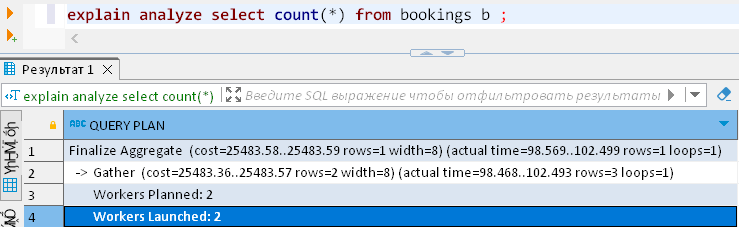 explain analyze select count(*) from bookings b ;
Результат 1
explain analyze select count(*)
Введите SQL выражение чтобы отфильтровать результаты
ABC QUERY PLAN
1 Finalize Aggregate (cost=25483.58..25483.59 rows=1 width=8) (actual time=98.569..102.499 rows=1 loops=1)
2 -> Gather (cost=25483.36..25483.57 rows=2 width=8) (actual time=98.468..102.493 rows=3 loops=1)
3 Workers Planned: 2
4 Workers Launched: 2